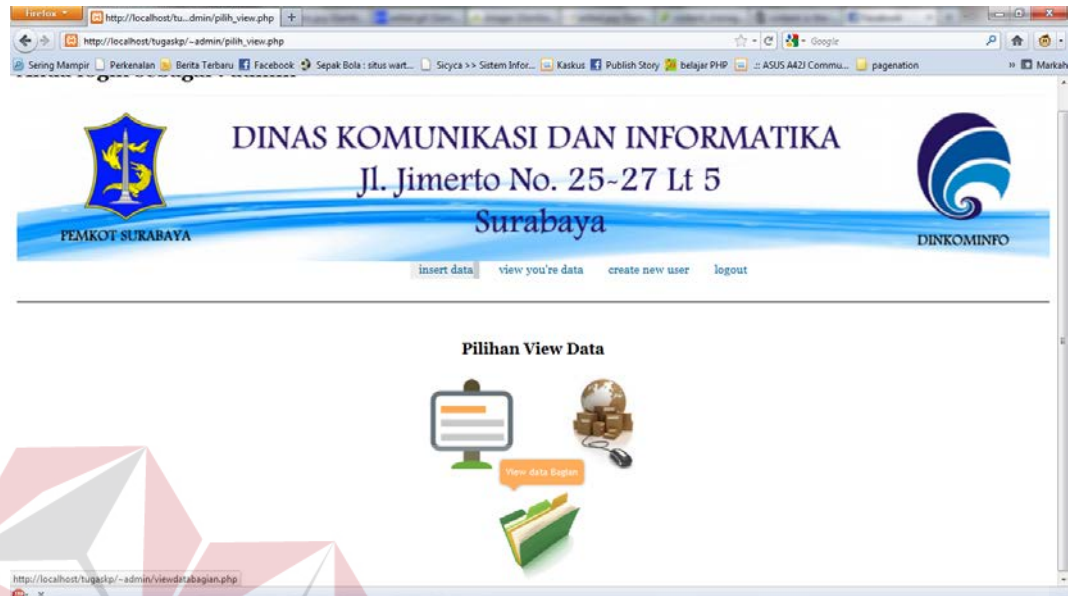 Firefox
http://localhost/tu...dmin/pilih_view.php
http://localhost/tugaskp/~admin/pilih_view.php
Google
Sering Mampir
Perkenalan
Berita Terbaru
Facebook
Sepak Bola : situs wart...
Sicyca >> Sistem Infor...
Kaskus
Publish Story
belajar PHP
.:: ASUS A42J Commu...
pagenation
Markah
DINAS KOMUNIKASI DAN INFORMATIKA
Jl. Jimerto No. 25-27 Lt 5
Surabaya
PEMKOT SURABAYA
DINKOMINFO
insert data
view you're data
create new user
logout
Pilihan View Data
View data Bagian
http://localhost/tugaskp/~admin/viewdatabagian.php